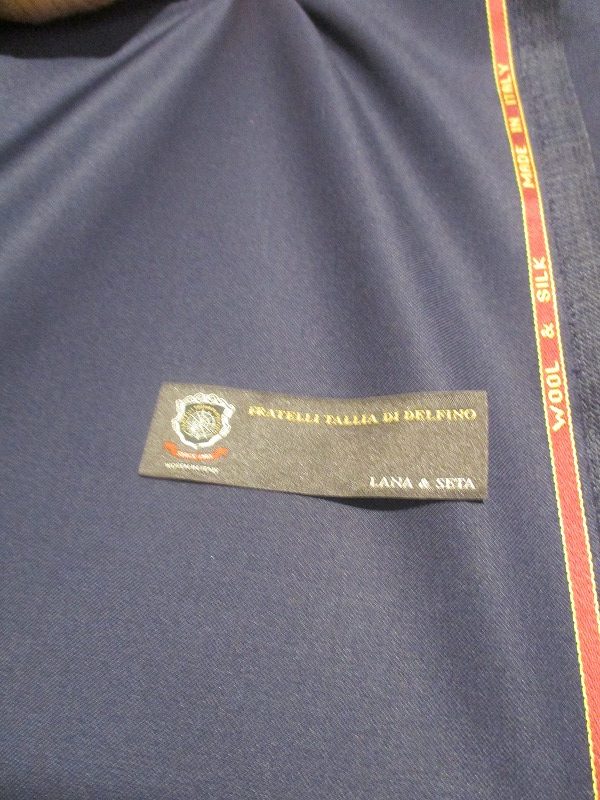 FRATELLI TALLIA DI DELFINO
LANA & SETA
WOOL & SILK MADE IN ITALY